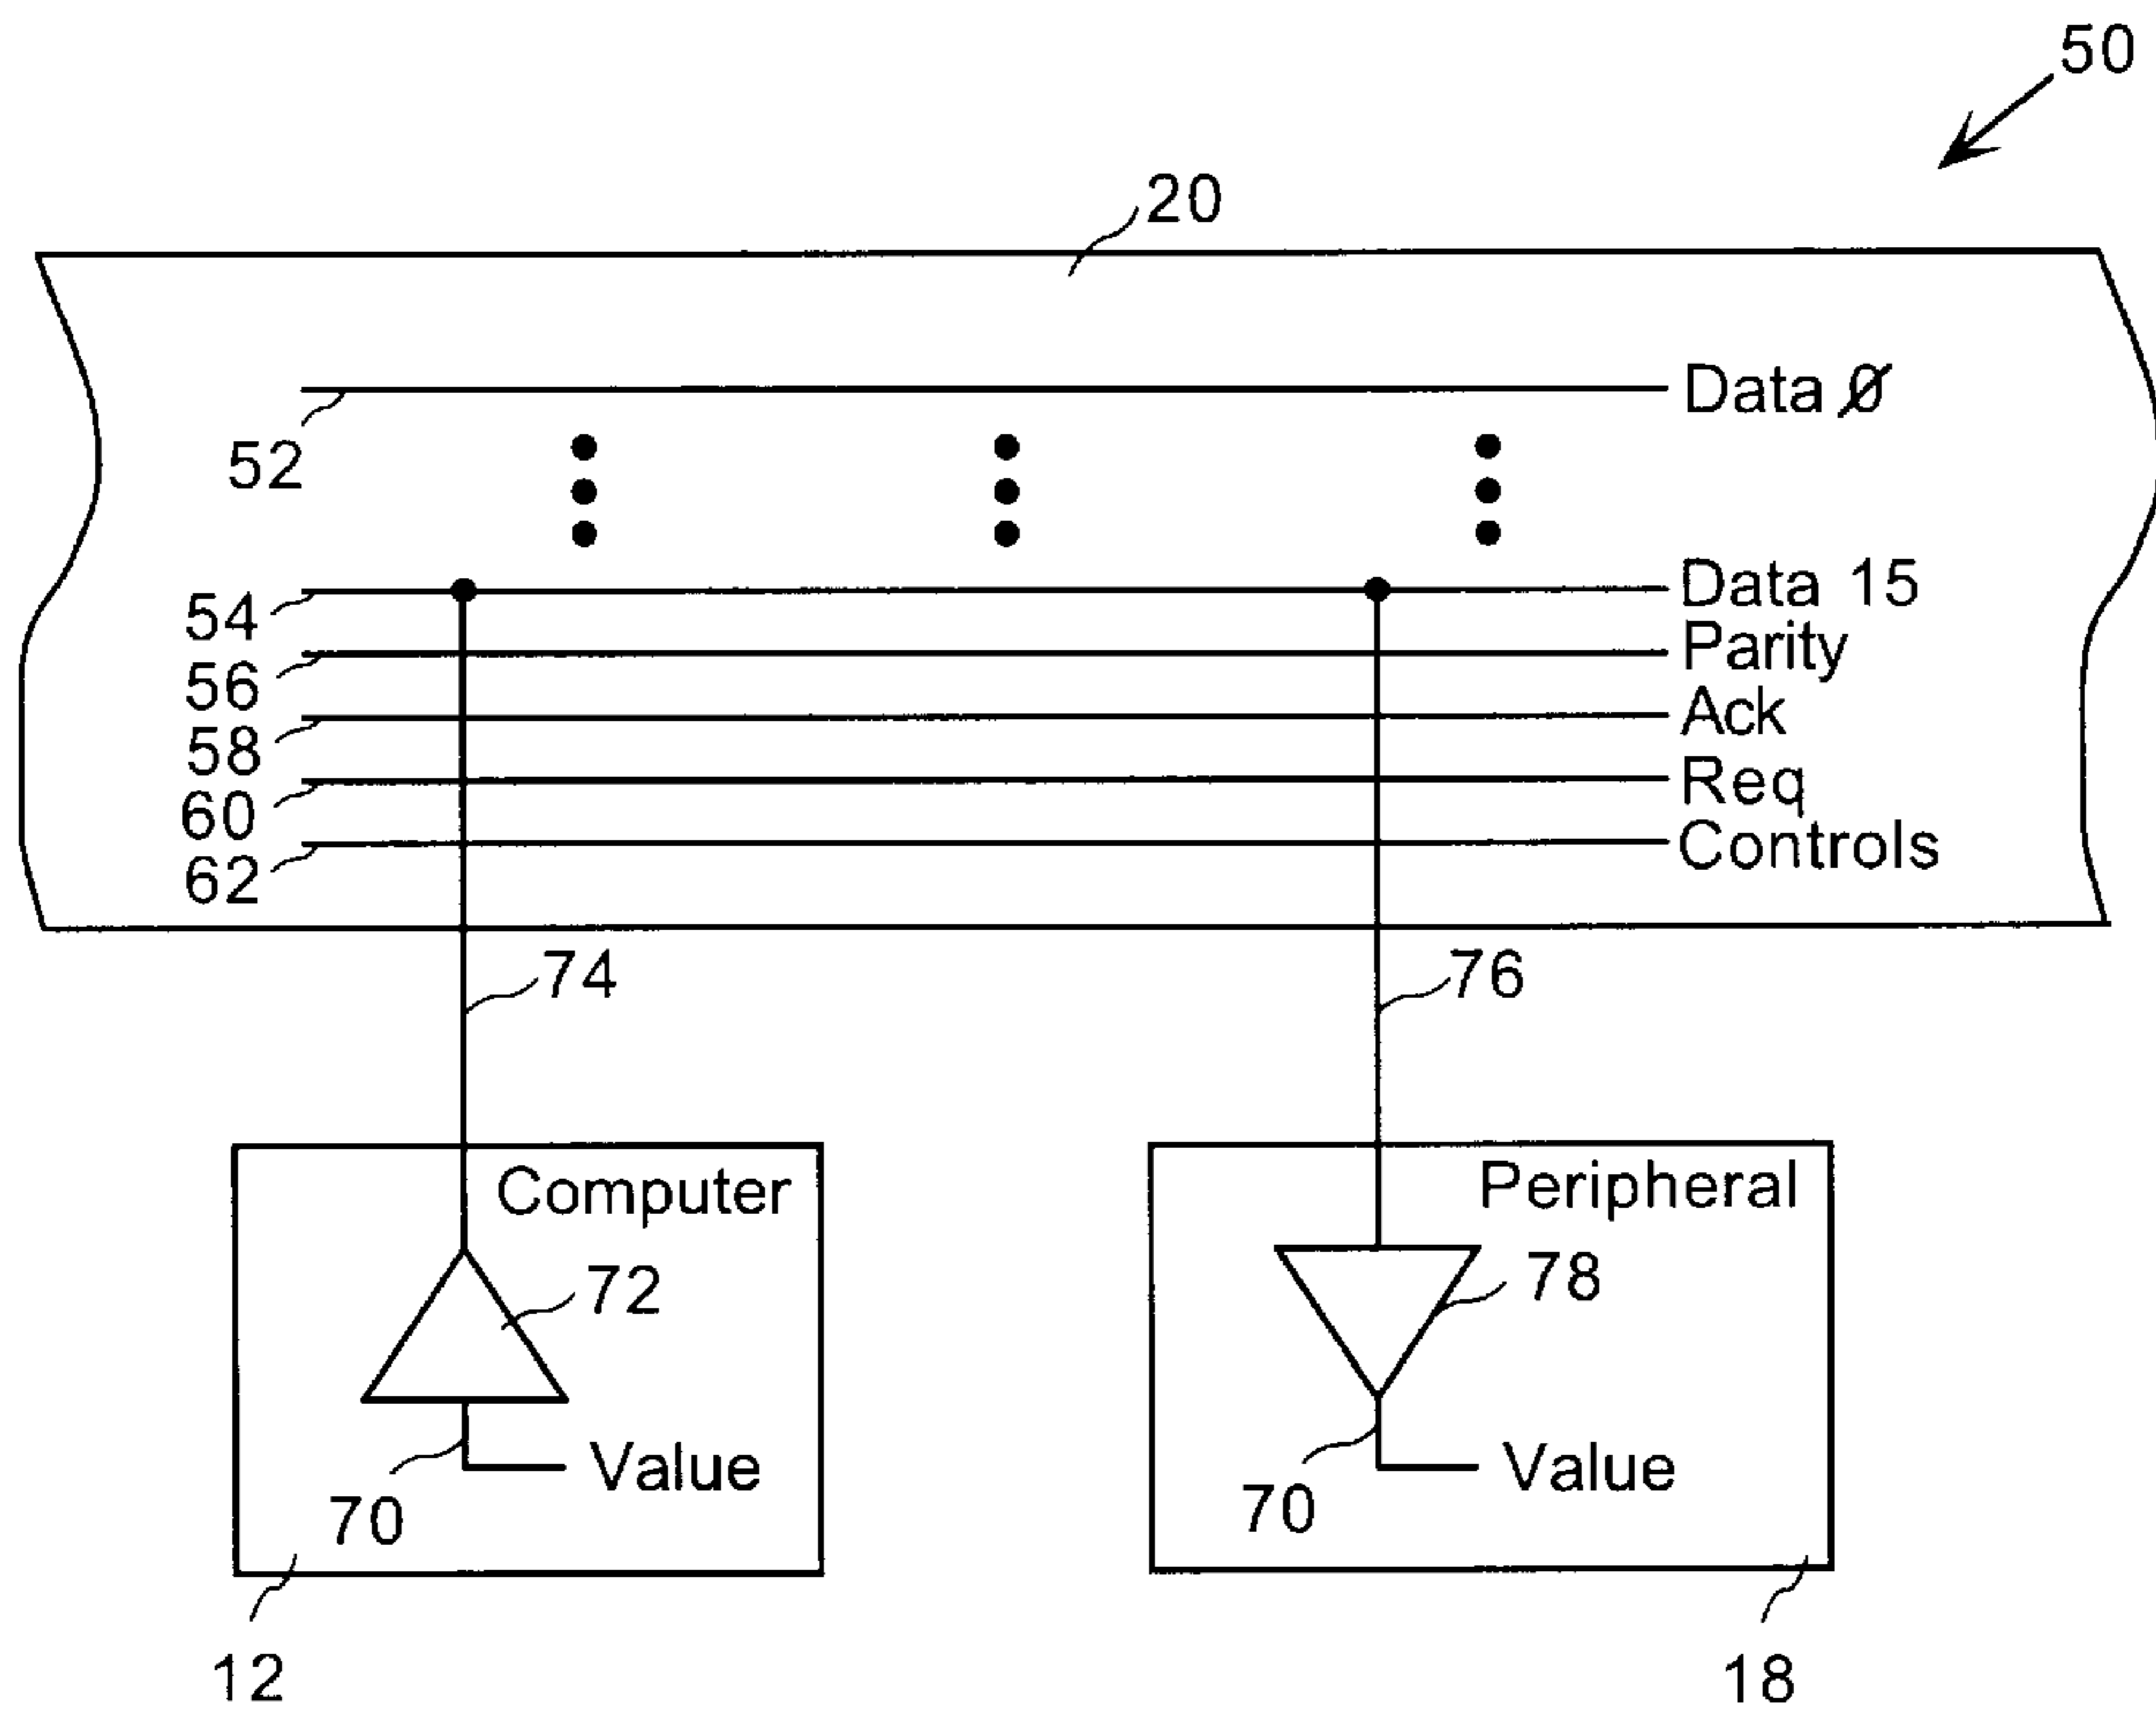 50
20
Data Ø
52
54 Data 15
56 Parity
58 Ack
60 Req
62 Controls
74 76
Computer Peripheral
72 78
Value Value
70 70
12 18